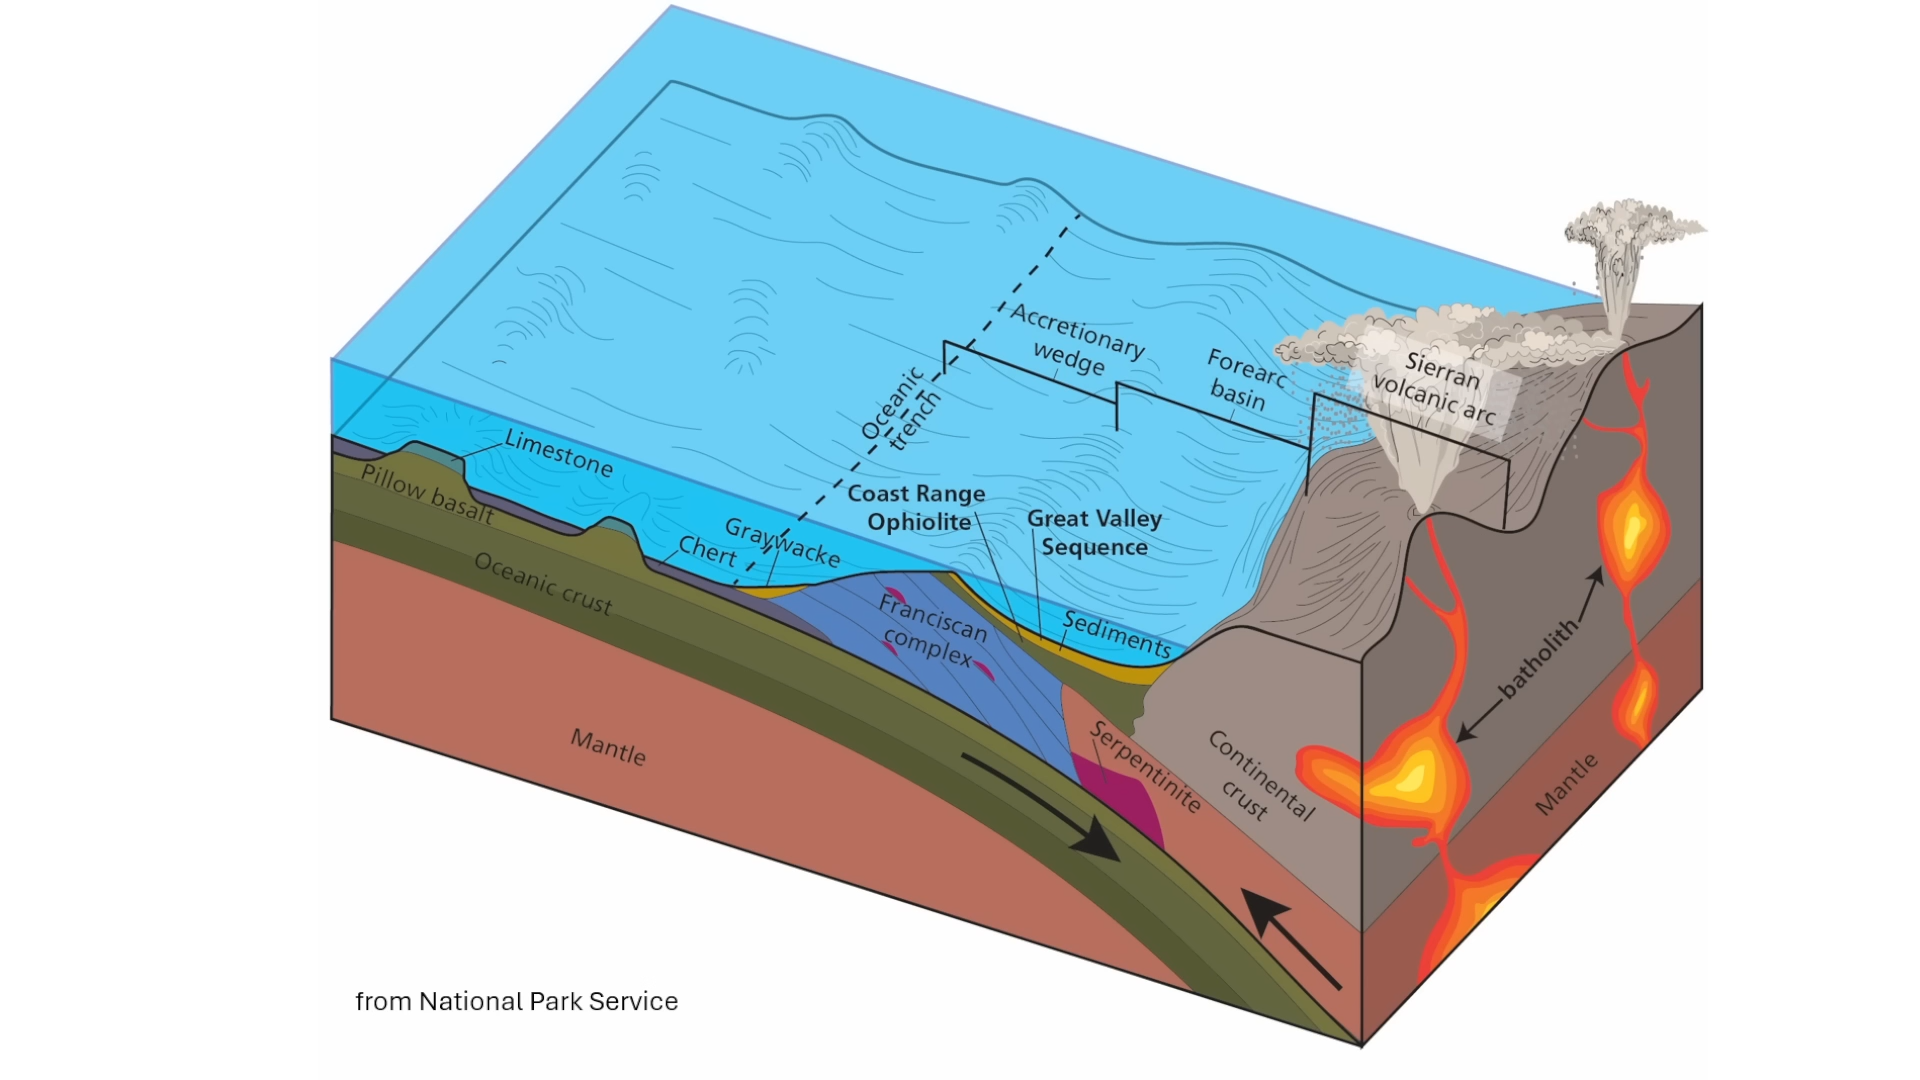 Accretionary
wedge
Forearc
basin
Sierran
volcanic arc
Oceanic
trench
Limestone
Pillow basalt
Coast Range
Ophiolite
Great Valley
Sequence
Graywacke
Chert
Oceanic crust
Franciscan
complex
Sediments
batholith
Mantle
Serpentinite
Continental
crust
Mantle
from National Park Service